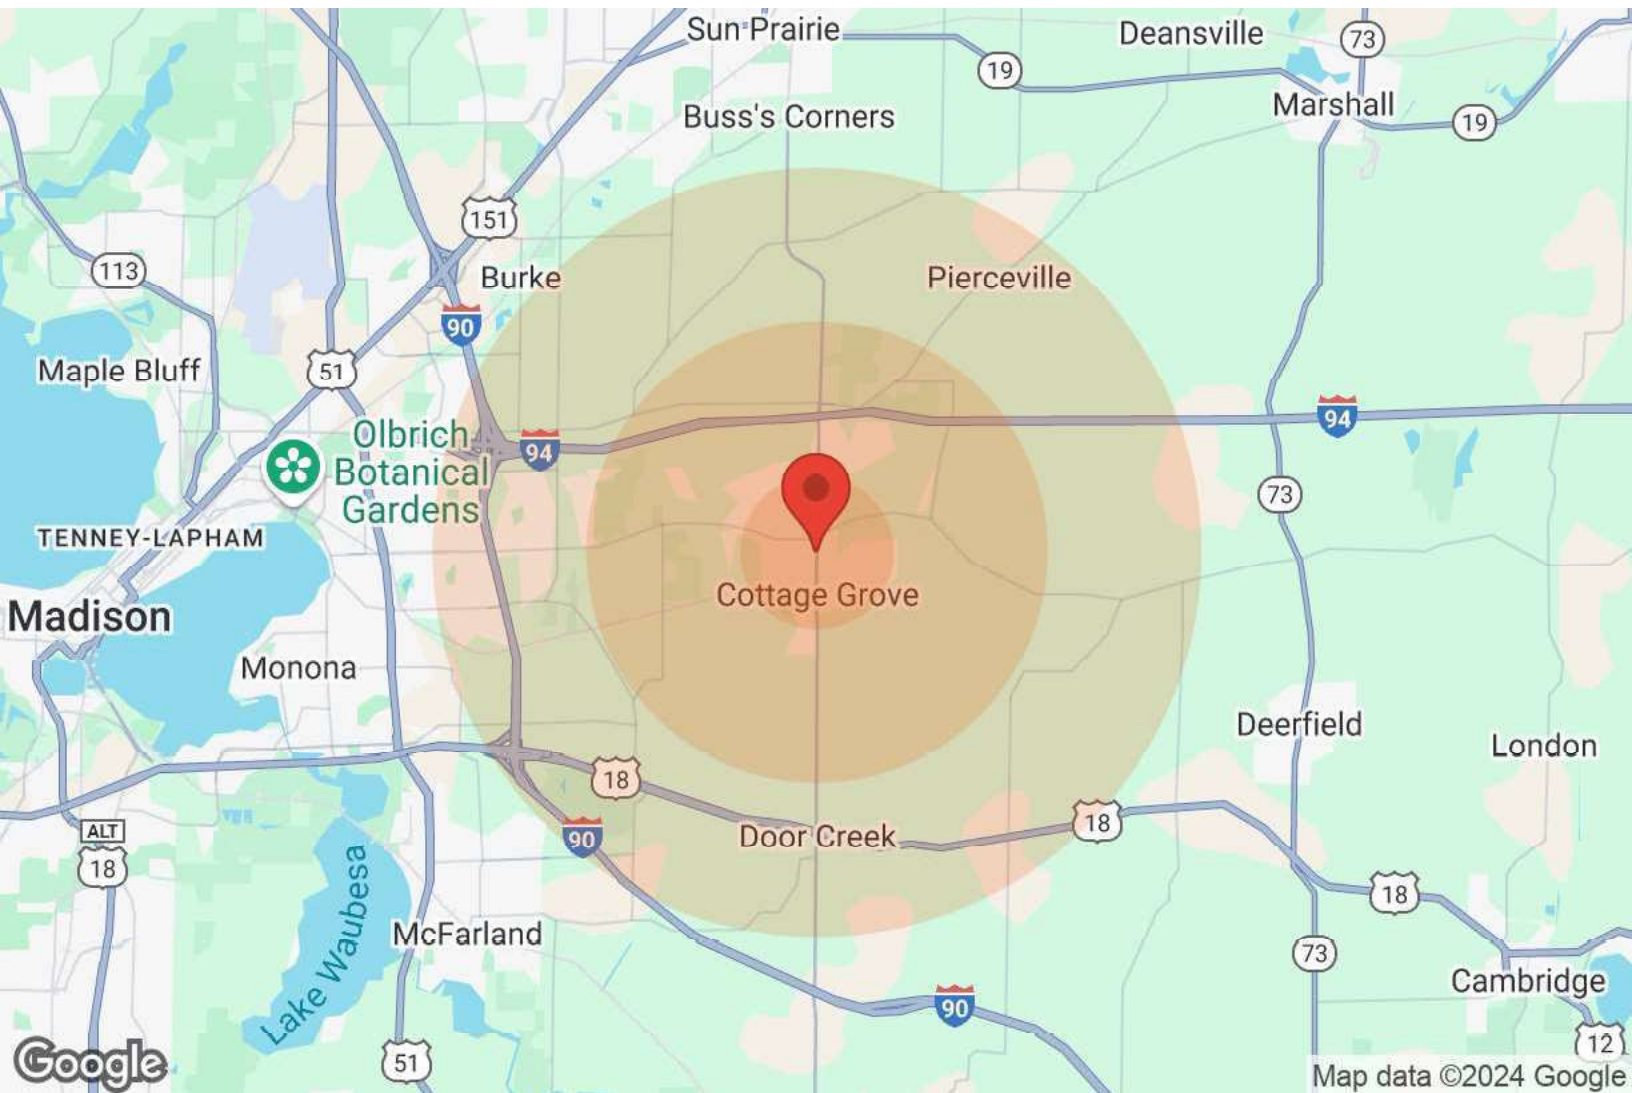 Sun Prairie
Deansville
73
19
Marshall
Buss's Corners
19
151
113
Burke
Pierceville
90
Maple Bluff
51
94
94
Olbrich
Botanical
Gardens
73
TENNEY-LAPHAM
Cottage Grove
Madison
Monona
Deerfield
London
18
18
ALT
18
90
Door Creek
18
Lake Waubesa
McFarland
73
Cambridge
90
12
51
Google
Map data ©2024 Google